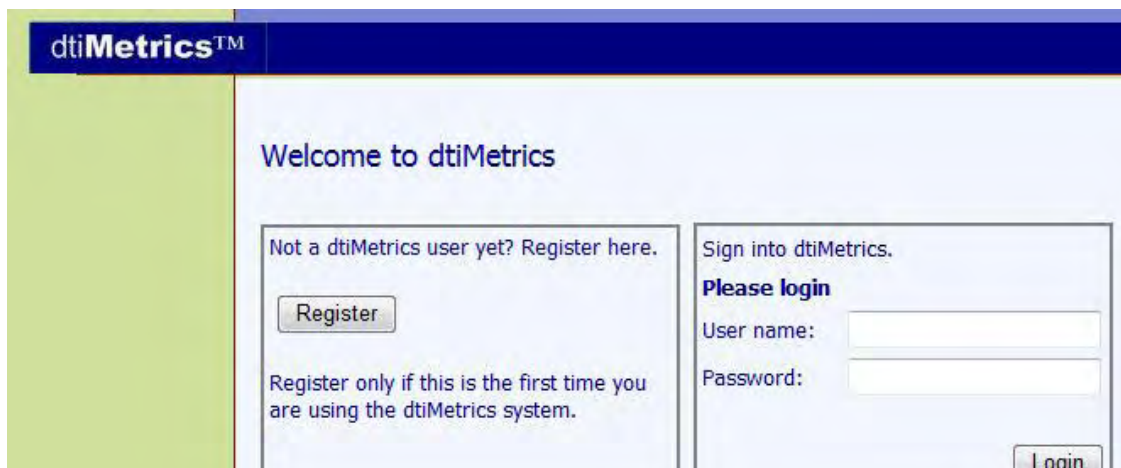 dtiMetrics™
Welcome to dtiMetrics
Not a dtiMetrics user yet? Register here.
Register
Register only if this is the first time you
are using the dtiMetrics system.
Sign into dtiMetrics.
Please login
User name:
Password:
Login